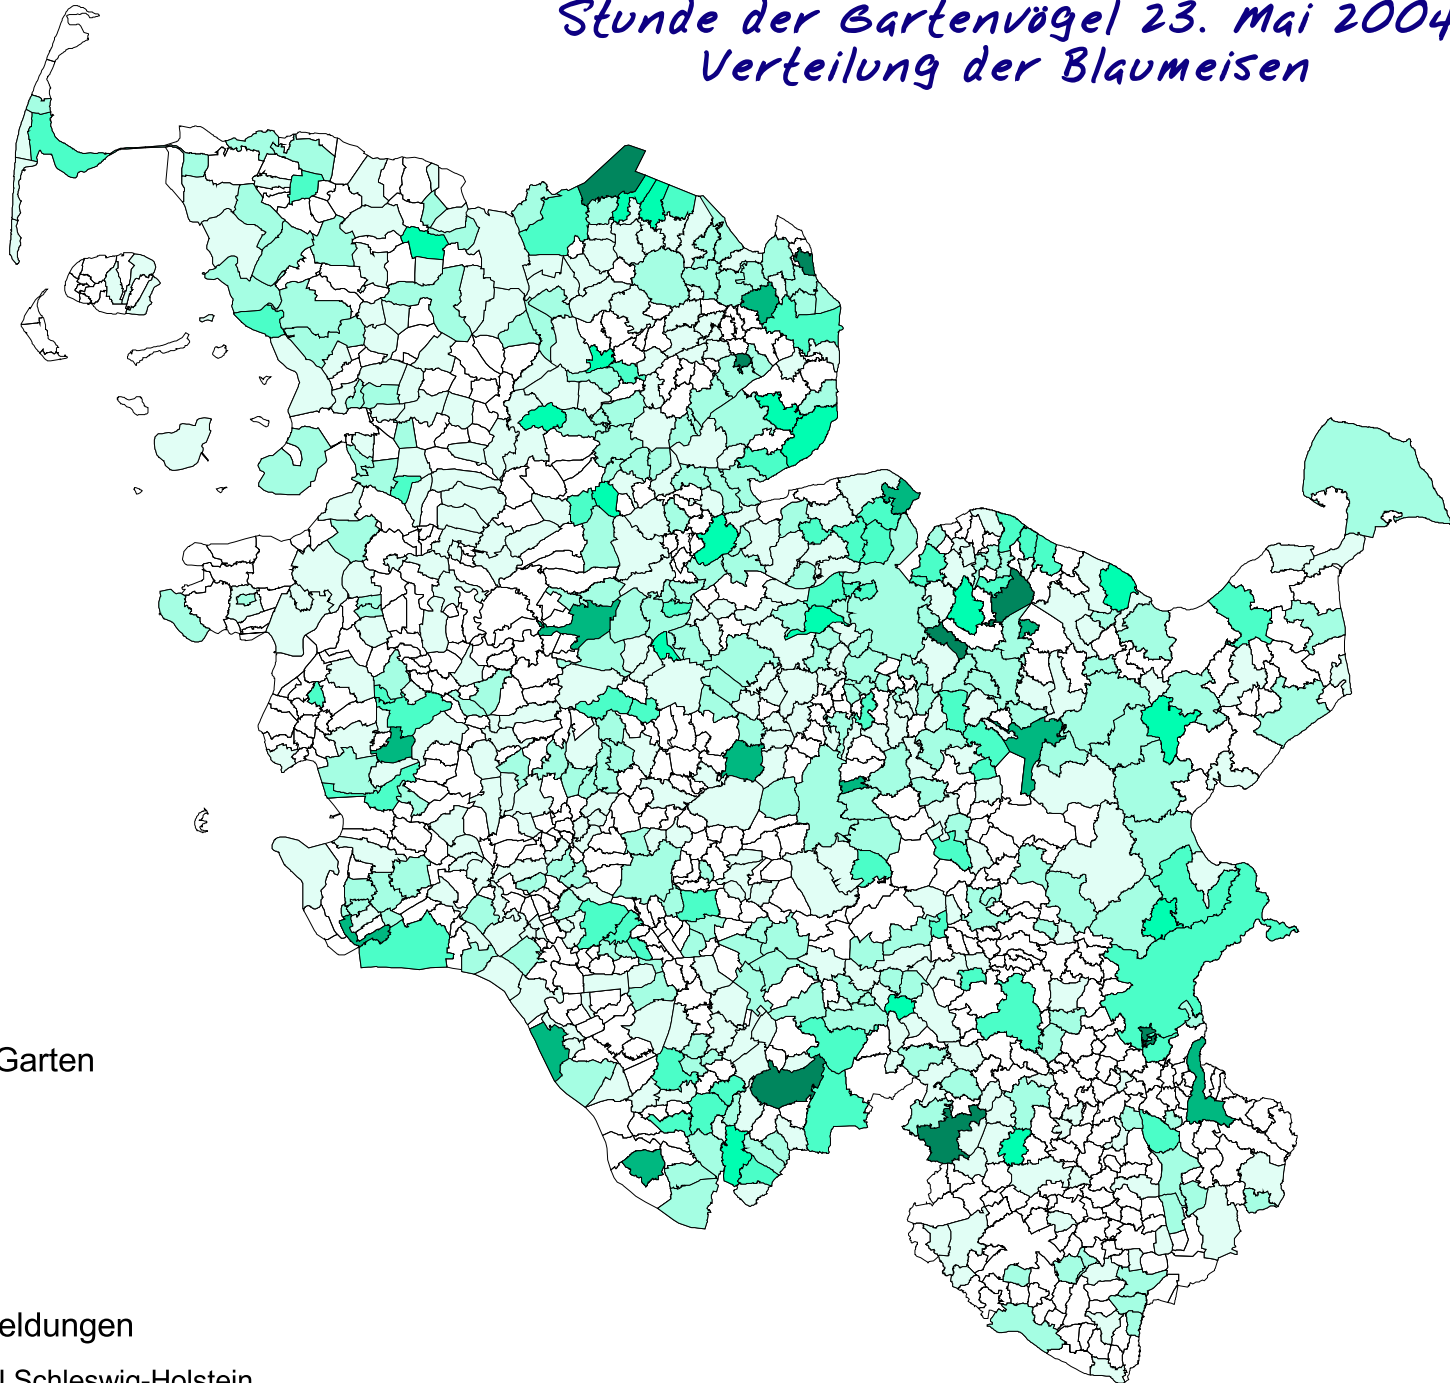 Stunde der Gartenvögel 23. Mai 2004
Verteilung der Blaumeisen
Garten
eldungen
Schleswig-Holstein